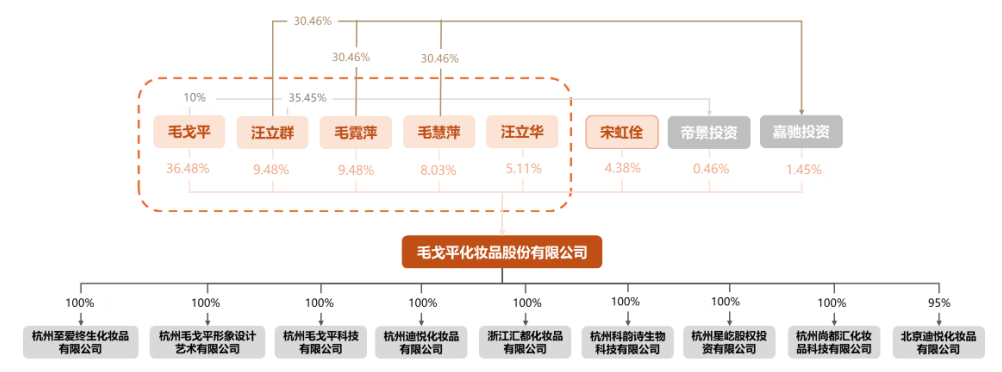 30.46%
30.46%
30.46%
10%
35.45%
毛戈平
汪立群
毛霓萍
毛慧萍
汪立华
宋虹佺
帝景投资
嘉驰投资
36.48%
9.48%
9.48%
8.03%
5.11%
4.38%
0.46%
1.45%
毛戈平化妆品股份有限公司
100%
100%
100%
100%
100%
100%
100%
100%
95%
杭州至爱终生化妆品
有限公司
杭州毛戈平形象设计
艺术有限公司
杭州毛戈平科技
有限公司
杭州迪悦化妆品
有限公司
浙江汇都化妆品
有限公司
杭州科韵诗生物
科技有限公司
杭州星屹股权投
资有限公司
杭州尚都汇化妆
品科技有限公司
北京迪悦化妆品
有限公司